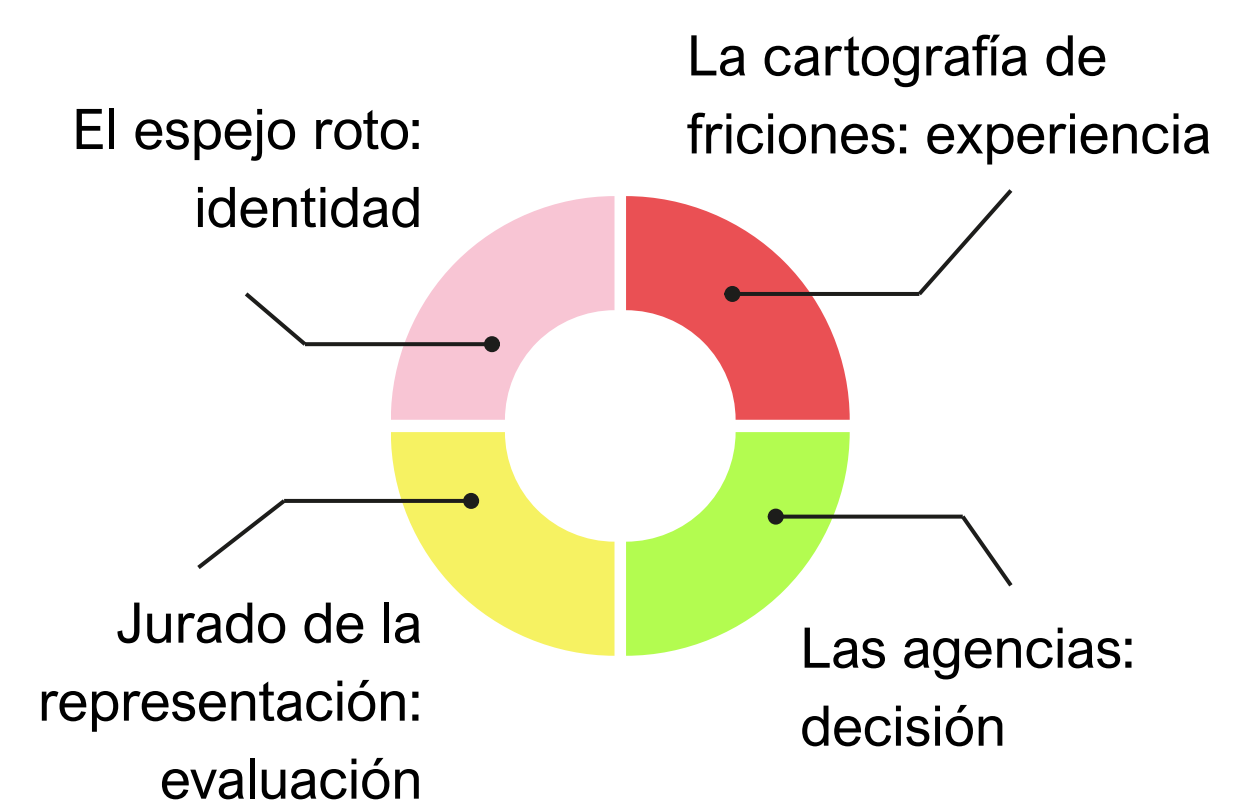 El espejo roto:
identidad
La cartografía de
friciones: experiencia
Jurado de la
representación:
evaluación
Las agencias:
decisión